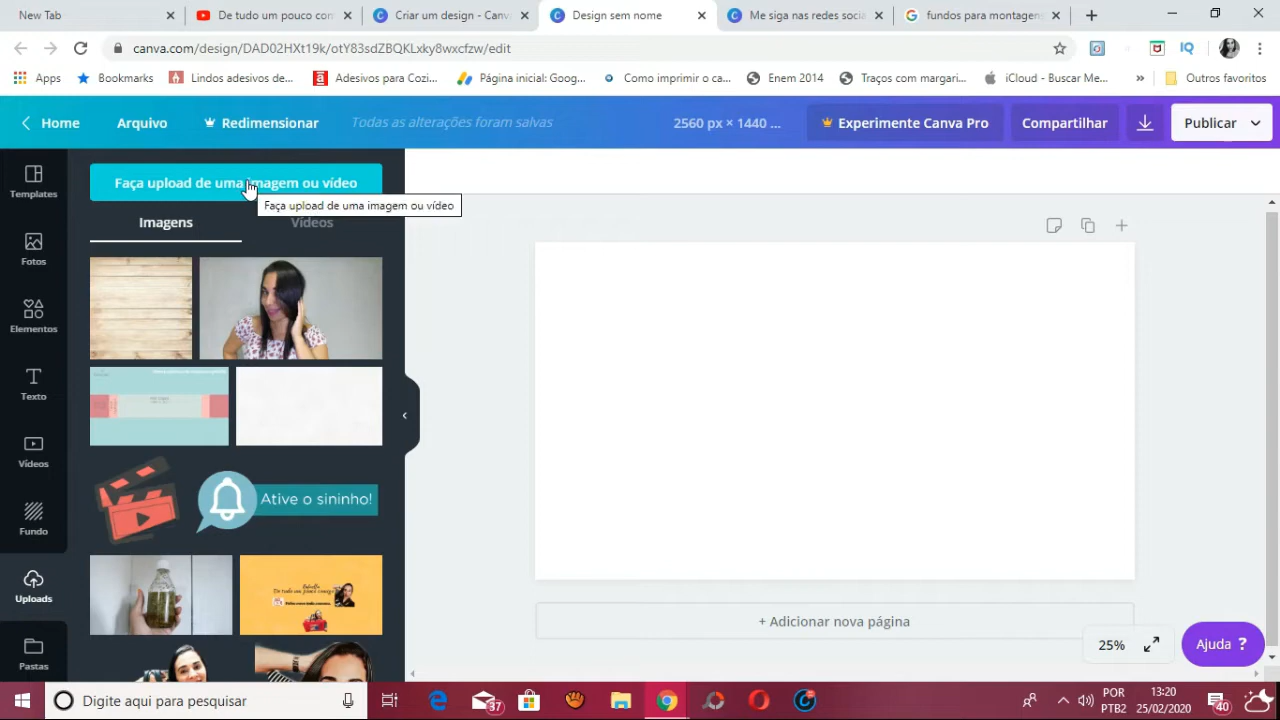 New Tab
De tudo um pouco com
Criar um design - Canva
Design sem nome
Me siga nas redes socia
fundos para montagens
canva.com/design/DAD02HXt19k/otY83sdZBQKLxky8wxcfzw/edit
Apps
Bookmarks
Lindos adesivos de...
Adesivos para Cozi...
Página inicial: Goog...
Como imprimir o ca...
Enem 2014
Traços com margari...
iCloud - Buscar Me...
Outros favoritos
Home
Arquivo
Redimensionar
Todas as alterações foram salvas
2560 px × 1440 ...
Experimente Canva Pro
Compartilhar
Publicar
Templates
Fotos
Elementos
Texto
Vídeos
Fundo
Uploads
Pastas
Faça upload de uma imagem ou vídeo
Faça upload de uma imagem ou vídeo
Imagens
Vídeos
Ative o sininho!
+ Adicionar nova página
25%
Ajuda ?
Digite aqui para pesquisar
37
POR
PTB2
13:20
25/02/2020
40